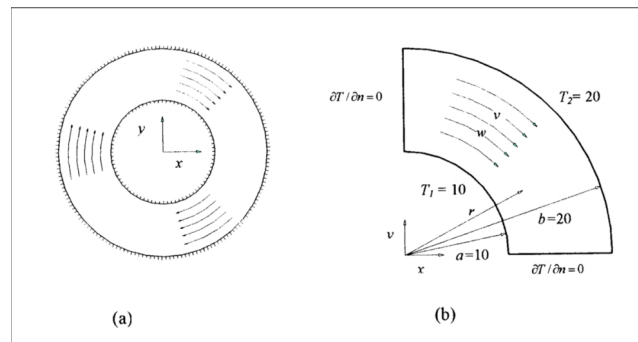 y
x
(a)
∂T/∂n=0
T₂= 20
v
w
T₁ = 10
r
b=20
a=10
v
x
∂T/∂n=0
(b)